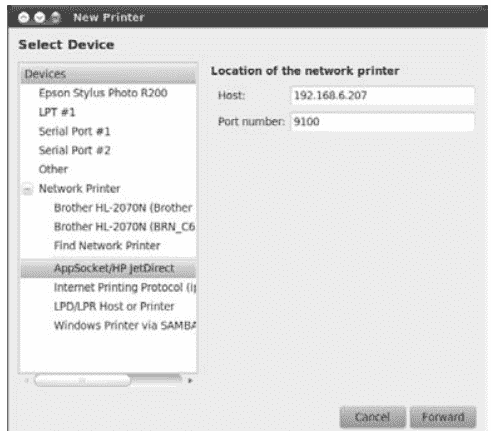 New Printer
Select Device
Devices
Epson Stylus Photo R200
LPT #1
Serial Port #1
Serial Port #2
Other
Network Printer
Brother HL-2070N (Brother
Brother HL-2070N (BRN_C6
Find Network Printer
AppSocket/HP JetDirect
Internet Printing Protocol (i
LPD/LPR Host or Printer
Windows Printer via SAMBA
Location of the network printer
Host: 192.168.6.207
Port number: 9100
Cancel Forward